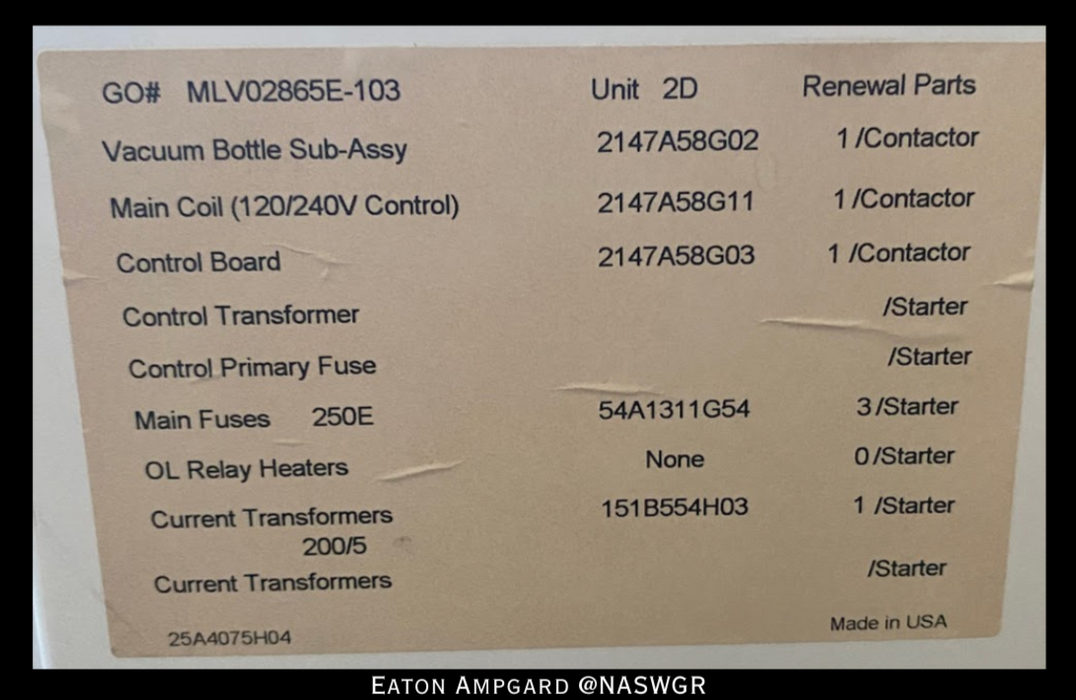 GO# MLV02865E-103 Unit 2D Renewal Parts
Vacuum Bottle Sub-Assy 2147A58G02 1 /Contactor
Main Coil (120/240V Control) 2147A58G11 1 /Contactor
Control Board 2147A58G03 1 /Contactor
Control Transformer /Starter
Control Primary Fuse /Starter
Main Fuses 250E 54A1311G54 3 /Starter
OL Relay Heaters None 0 /Starter
Current Transformers 151B554H03 1 /Starter
200/5
Current Transformers /Starter
25A4075H04 Made in USA
EATON AMPGARD @NASWGR